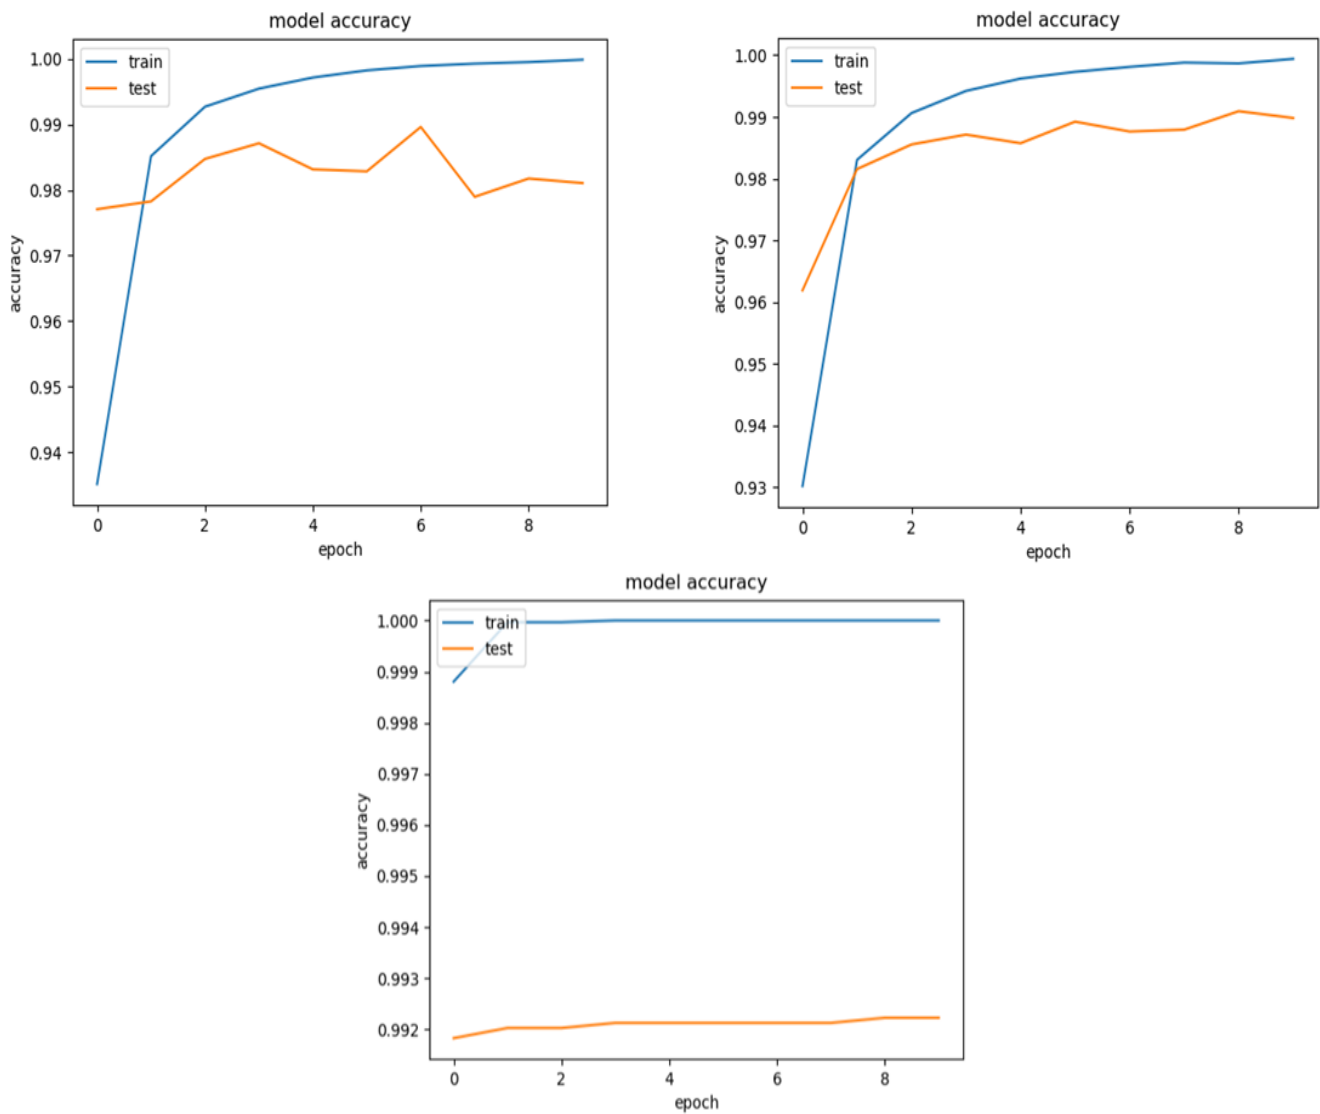 model accuracy
train
test
1.00
0.99
0.98
0.97
0.96
0.95
0.94
accuracy
0 2 4 6 8
epoch
model accuracy
train
test
1.00
0.99
0.98
0.97
0.96
0.95
0.94
0.93
accuracy
0 2 4 6 8
epoch
model accuracy
train
test
1.000
0.999
0.998
0.997
0.996
0.995
0.994
0.993
0.992
accuracy
0 2 4 6 8
epoch